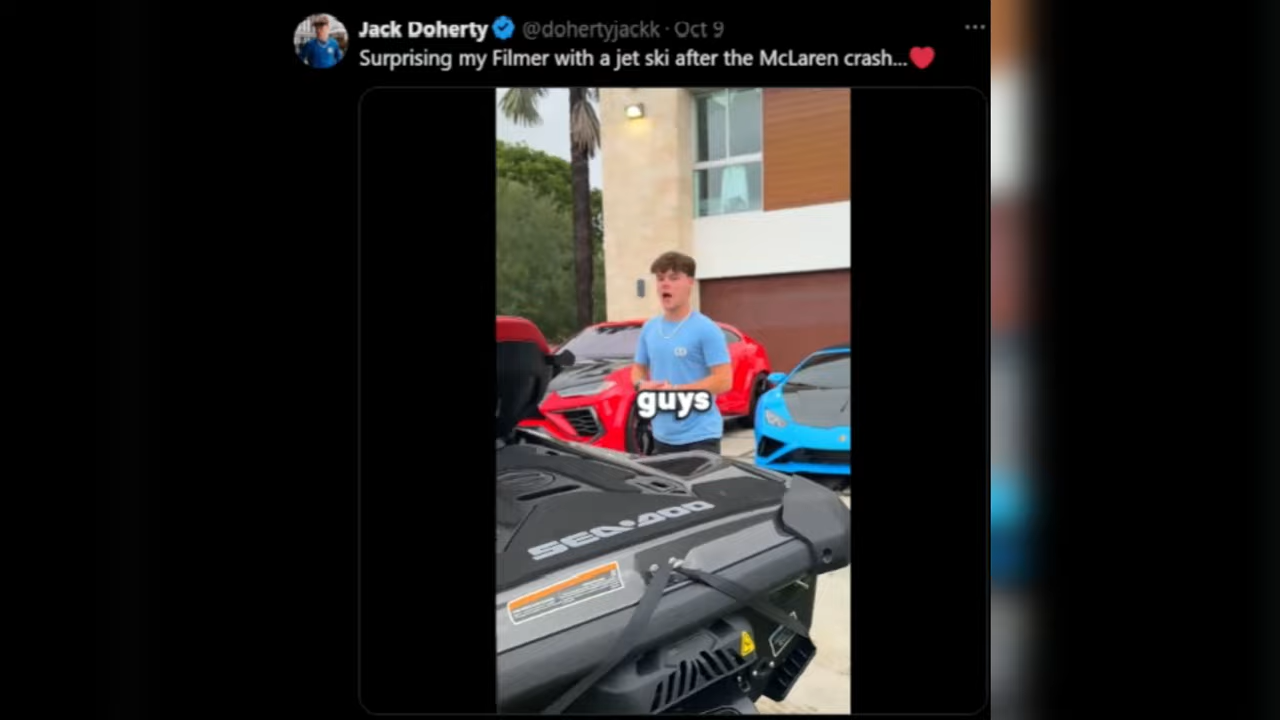 Jack Doherty @dohertyjackk · Oct 9
Surprising my Filmer with a jet ski after the McLaren crash...❤️
guys
SEA-DOO